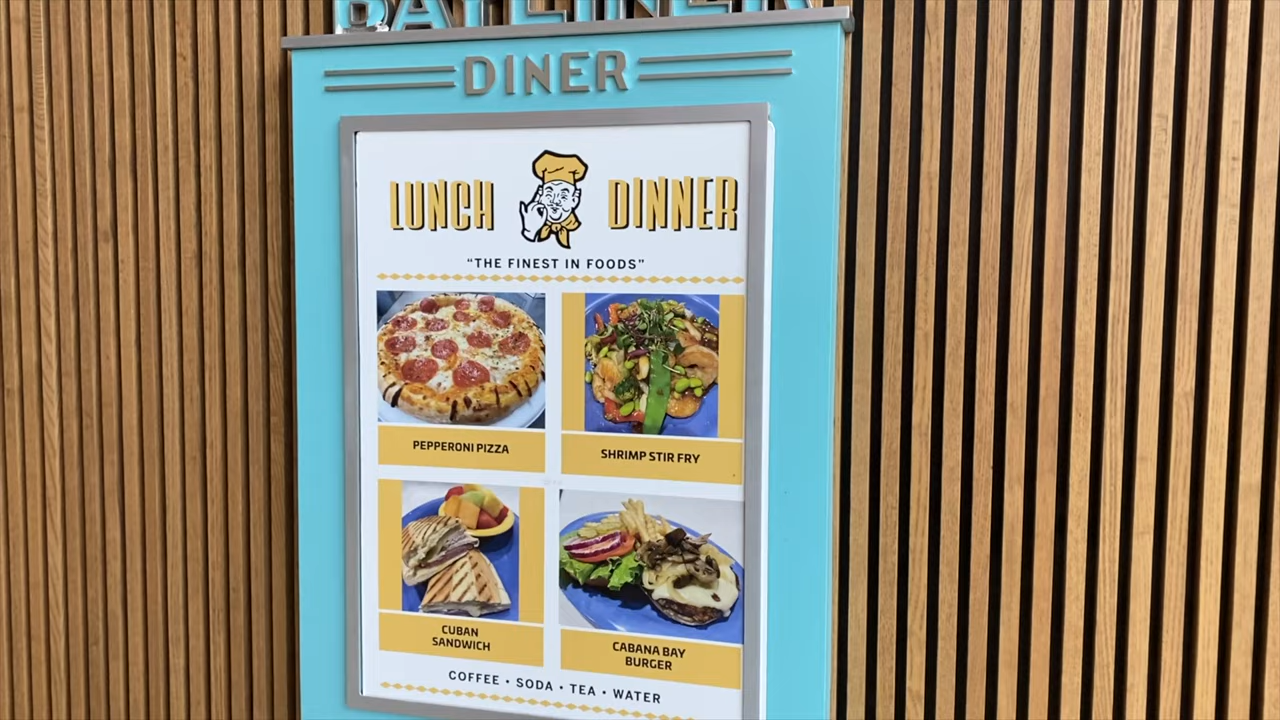 BAYLINER
DINER
LUNCH DINNER
“THE FINEST IN FOODS”
PEPPERONI PIZZA
SHRIMP STIR FRY
CUBAN
SANDWICH
CABANA BAY
BURGER
COFFEE • SODA • TEA • WATER